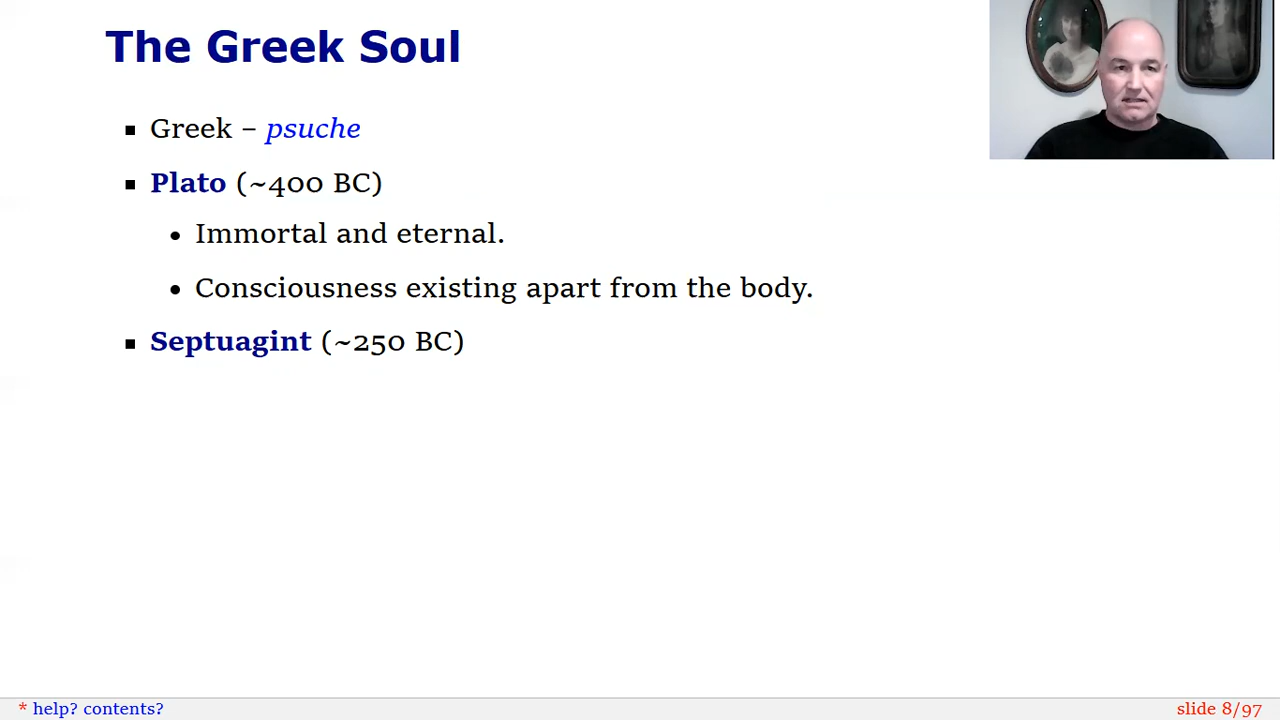 The Greek Soul
▪ Greek – psuche
▪ Plato (~400 BC)
• Immortal and eternal.
• Consciousness existing apart from the body.
▪ Septuagint (~250 BC)
* help? contents?
slide 8/97